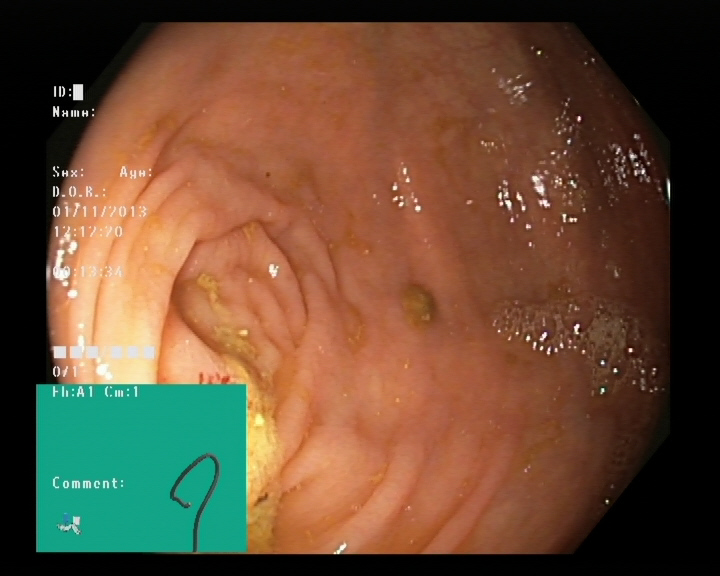 ID:
Name:
Sex: Age:
D.O.B.:
01/11/2013
12:12:20
00:13:34
0/1
Eh:A1 Cm:1
Comment: